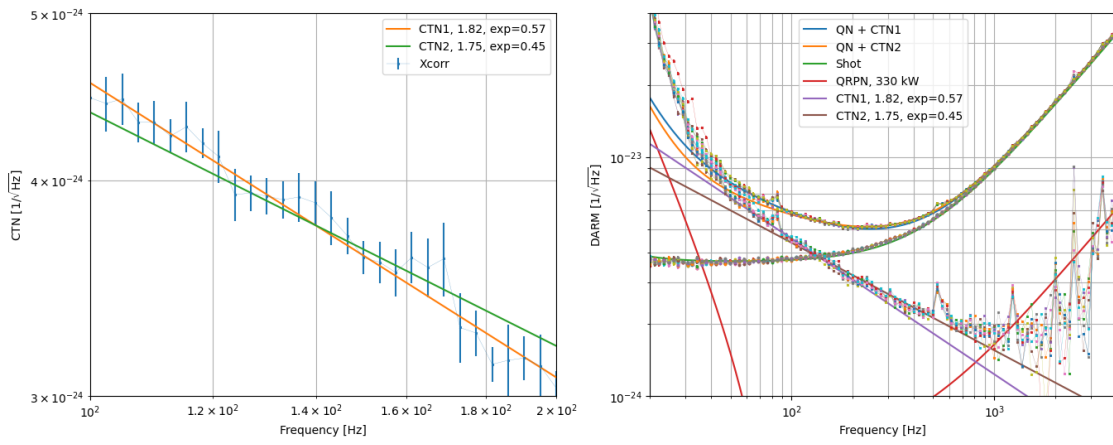 5 × 10⁻²⁴
4 × 10⁻²⁴
3 × 10⁻²⁴
CTN [1/√Hz]
CTN1, 1.82, exp=0.57
CTN2, 1.75, exp=0.45
Xcorr
10² 1.2 × 10² 1.4 × 10² 1.6 × 10² 2 × 10²
Frequency [Hz]
10⁻²³
10⁻²⁴
DARM [1/√Hz]
QN + CTN1
QN + CTN2
Shot
QRPN, 330 kW
CTN1, 1.82, exp=0.57
CTN2, 1.75, exp=0.45
10² 10³
Frequency [Hz]